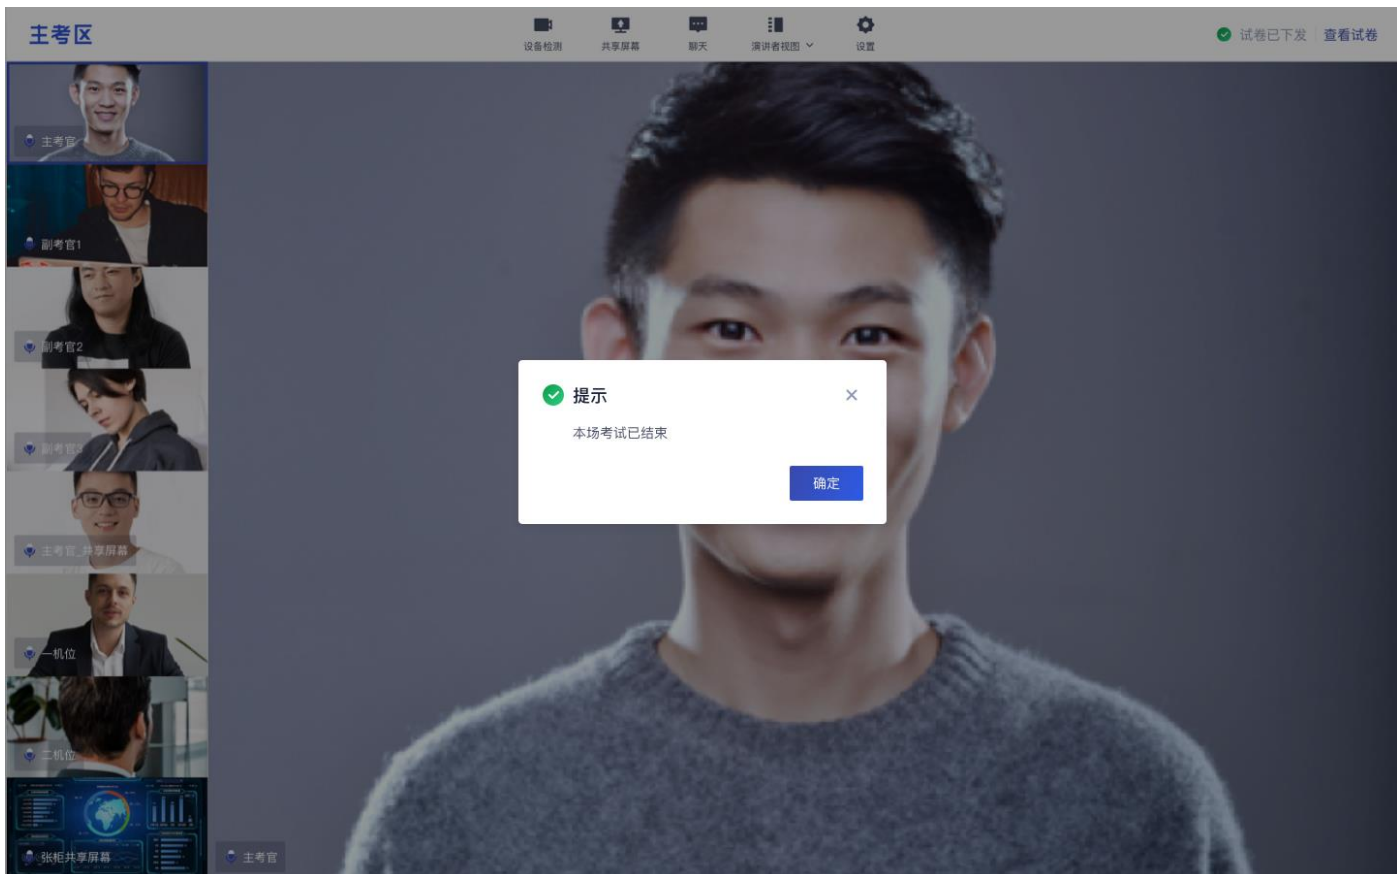 主考区
设备检测
共享屏幕
聊天
演讲者视图
设置
试卷已下发
查看试卷
主考官
副考官1
副考官2
副考官3
主考官_共享屏幕
一机位
二机位
张柜共享屏幕
主考官
提示
本场考试已结束
确定